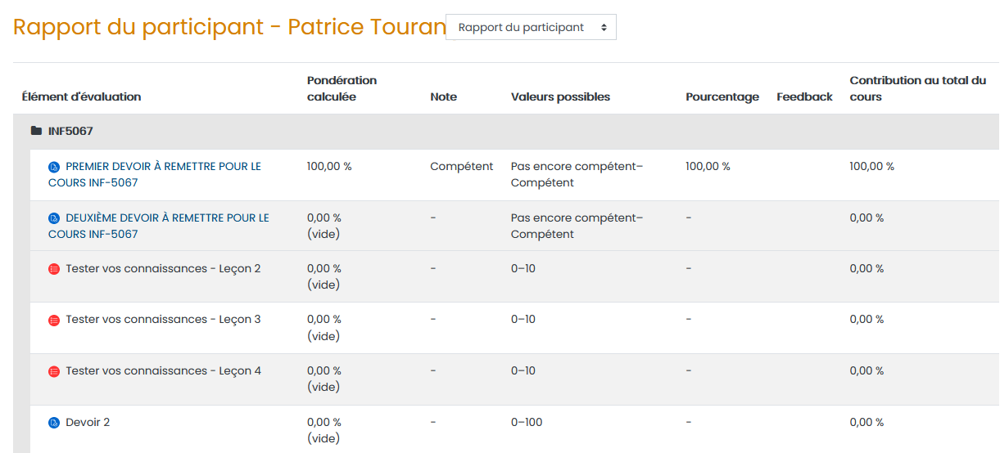 Rapport du participant - Patrice Touran
Rapport du participant
Élément d'évaluation Pondération calculée Note Valeurs possibles Pourcentage Feedback Contribution au total du cours
INF5067
PREMIER DEVOIR À REMETTRE POUR LE COURS INF-5067 100,00 % Compétent Pas encore compétent–Compétent 100,00 % 100,00 %
DEUXIÈME DEVOIR À REMETTRE POUR LE COURS INF-5067 0,00 % (vide) - Pas encore compétent–Compétent - 0,00 %
Tester vos connaissances - Leçon 2 0,00 % (vide) - 0–10 - 0,00 %
Tester vos connaissances - Leçon 3 0,00 % (vide) - 0–10 - 0,00 %
Tester vos connaissances - Leçon 4 0,00 % (vide) - 0–10 - 0,00 %
Devoir 2 0,00 % (vide) - 0–100 - 0,00 %